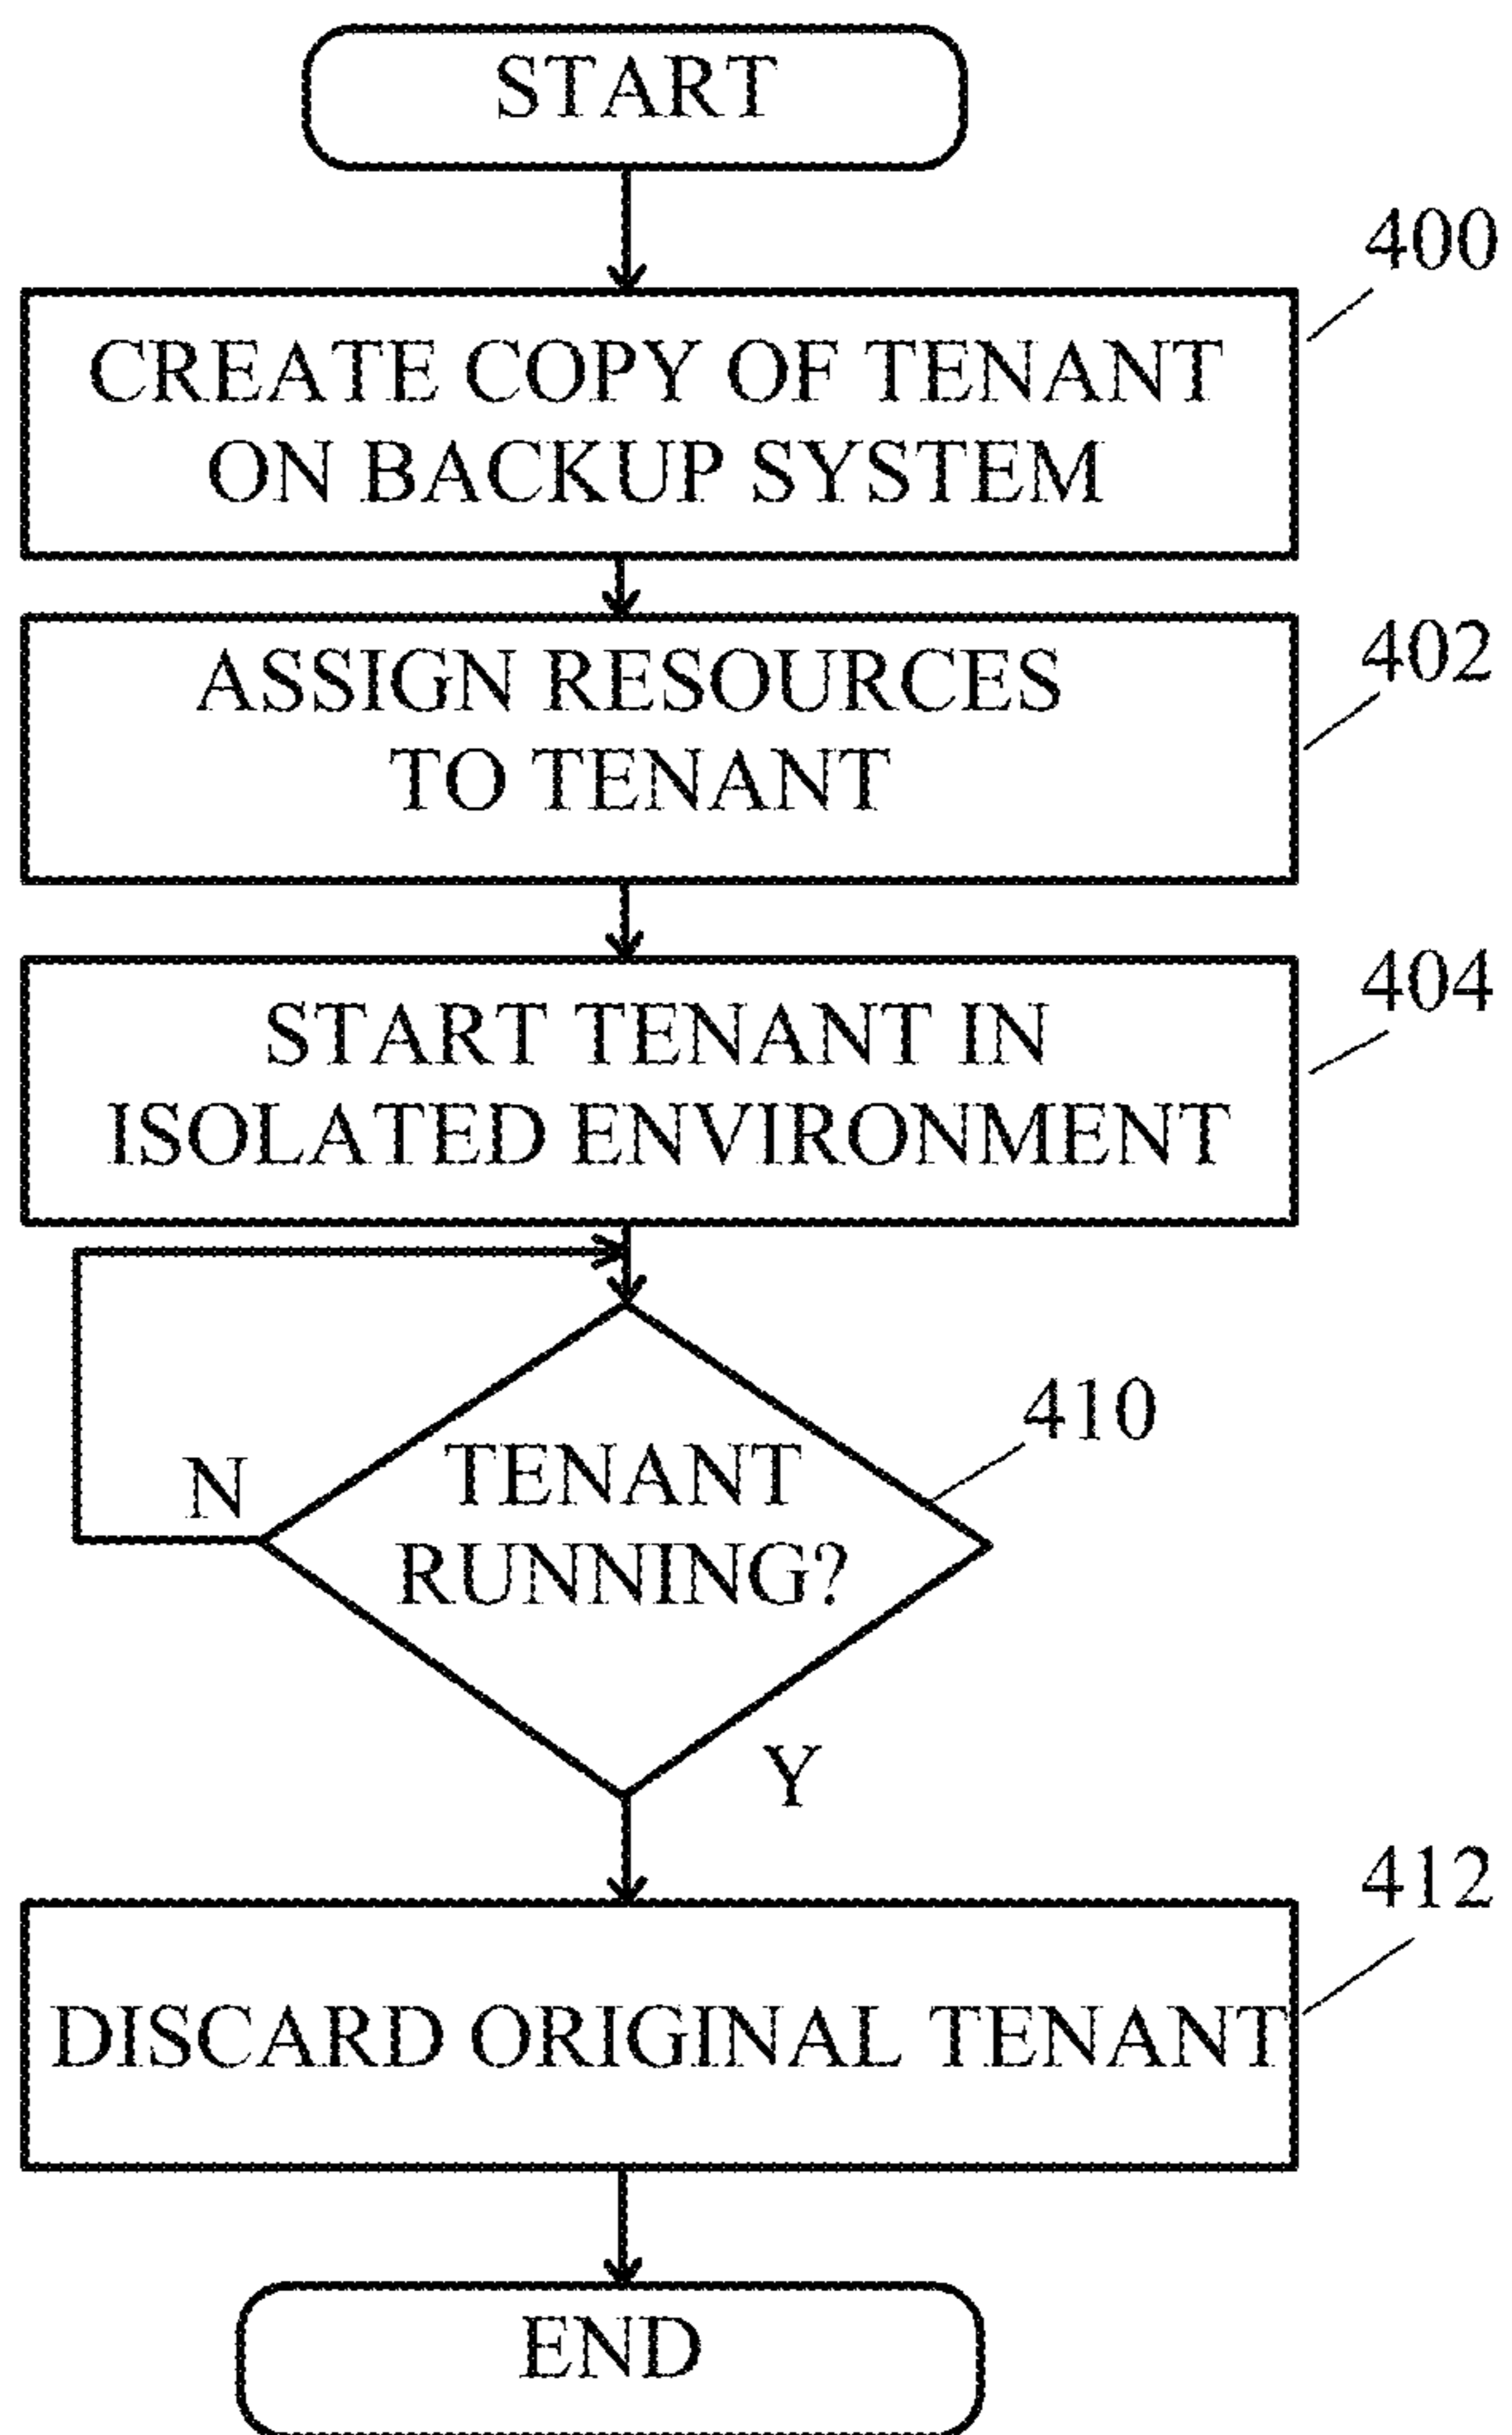 START
400
CREATE COPY OF TENANT
ON BACKUP SYSTEM
402
ASSIGN RESOURCES
TO TENANT
404
START TENANT IN
ISOLATED ENVIRONMENT
410
N
TENANT
RUNNING?
Y
412
DISCARD ORIGINAL TENANT
END